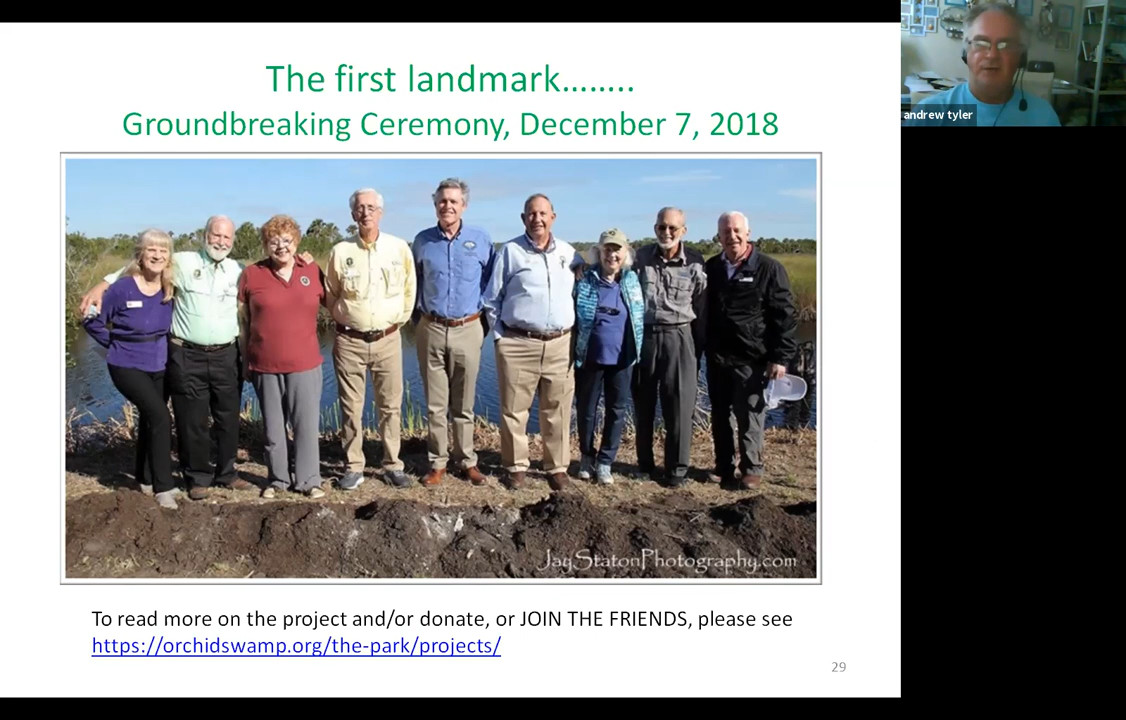 The first landmark........
Groundbreaking Ceremony, December 7, 2018
andrew tyler
JayStatonPhotography.com
To read more on the project and/or donate, or JOIN THE FRIENDS, please see
https://orchidswamp.org/the-park/projects/
29